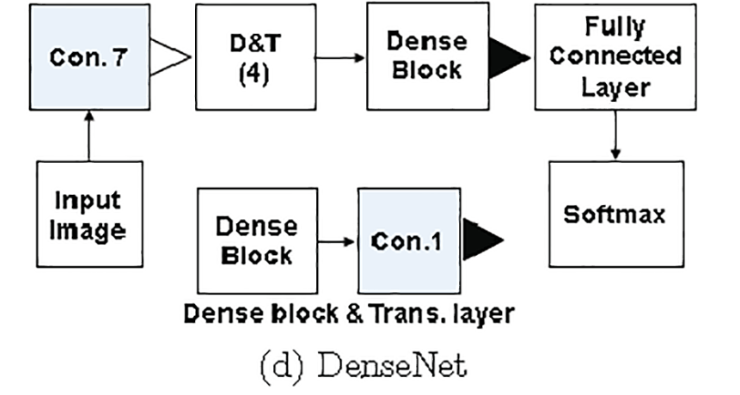 Con. 7
D&T
(4)
Dense
Block
Fully
Connected
Layer
Input
Image
Dense
Block
Con.1
Softmax
Dense block & Trans. layer
(d) DenseNet